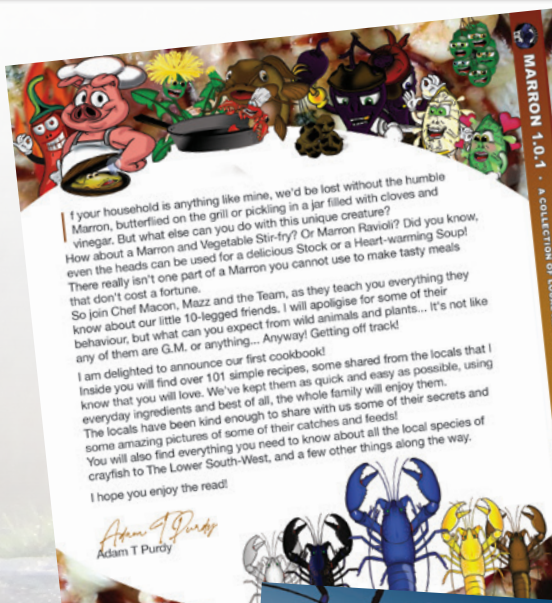 MARRON 1.0.1 • A COLLECTION OF
If your household is anything like mine, we'd be lost without the humble
Marron, butterflied on the grill or pickling in a jar filled with cloves and
vinegar. But what else can you do with this unique creature?
How about a Marron and Vegetable Stir-fry? Or Marron Ravioli? Did you know,
even the heads can be used for a delicious Stock or a Heart-warming Soup!
There really isn't one part of a Marron you cannot use to make tasty meals
that don't cost a fortune.
So join Chef Macon, Mazz and the Team, as they teach you everything they
know about our little 10-legged friends. I will apoligise for some of their
behaviour, but what can you expect from wild animals and plants... It's not like
any of them are G.M. or anything... Anyway! Getting off track!
I am delighted to announce our first cookbook!
Inside you will find over 101 simple recipes, some shared from the locals that I
know that you will love. We've kept them as quick and easy as possible, using
everyday ingredients and best of all, the whole family will enjoy them.
The locals have been kind enough to share with us some of their secrets and
some amazing pictures of some of their catches and feeds!
You will also find everything you need to know about all the local species of
crayfish to The Lower South-West, and a few other things along the way.
I hope you enjoy the read!
Adam T Purdy
Adam T Purdy